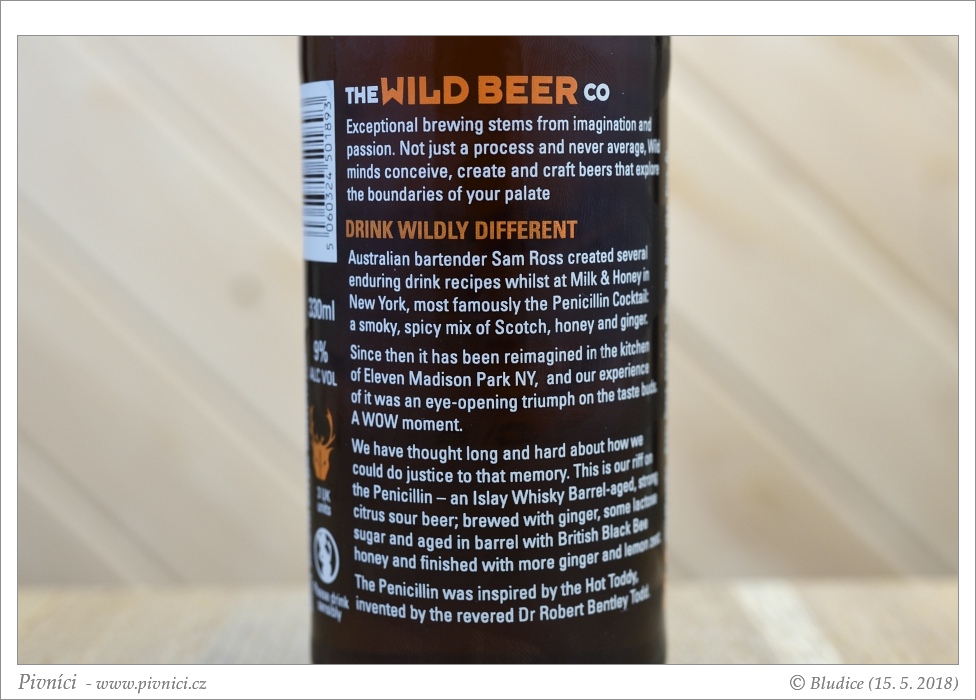 THE WILD BEER CO
Exceptional brewing stems from imagination and
passion. Not just a process and never average, Wild
minds conceive, create and craft beers that explore
the boundaries of your palate
DRINK WILDLY DIFFERENT
Australian bartender Sam Ross created several
enduring drink recipes whilst at Milk & Honey in
New York, most famously the Penicillin Cocktail:
a smoky, spicy mix of Scotch, honey and ginger.
Since then it has been reimagined in the kitchen
of Eleven Madison Park NY, and our experience
of it was an eye-opening triumph on the taste buds.
A WOW moment.
We have thought long and hard about how we
could do justice to that memory. This is our riff on
the Penicillin – an Islay Whisky Barrel-aged, strong
citrus sour beer; brewed with ginger, some lactose
sugar and aged in barrel with British Black Bee
honey and finished with more ginger and lemon zest.
The Penicillin was inspired by the Hot Toddy,
invented by the revered Dr Robert Bentley Todd.
5 060324 501893
330ml
9%
ALC VOL
UK
units
drink
sensibly
Pivníci - www.pivnici.cz
© Bludice (15. 5. 2018)